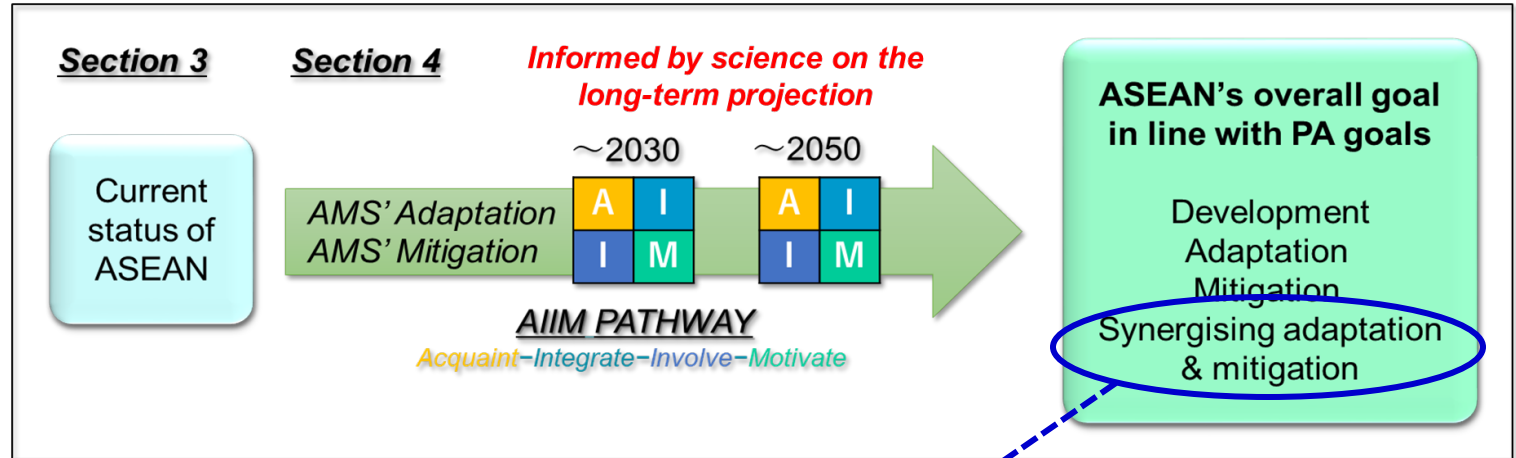 Section 3
Section 4
Informed by science on the
long-term projection
Current
status of
ASEAN
AMS' Adaptation
AMS' Mitigation
~2030
A I
I M
~2050
A I
I M
AIIM PATHWAY
Acquaint–Integrate–Involve–Motivate
ASEAN's overall goal
in line with PA goals
Development
Adaptation
Mitigation
Synergising adaptation
& mitigation